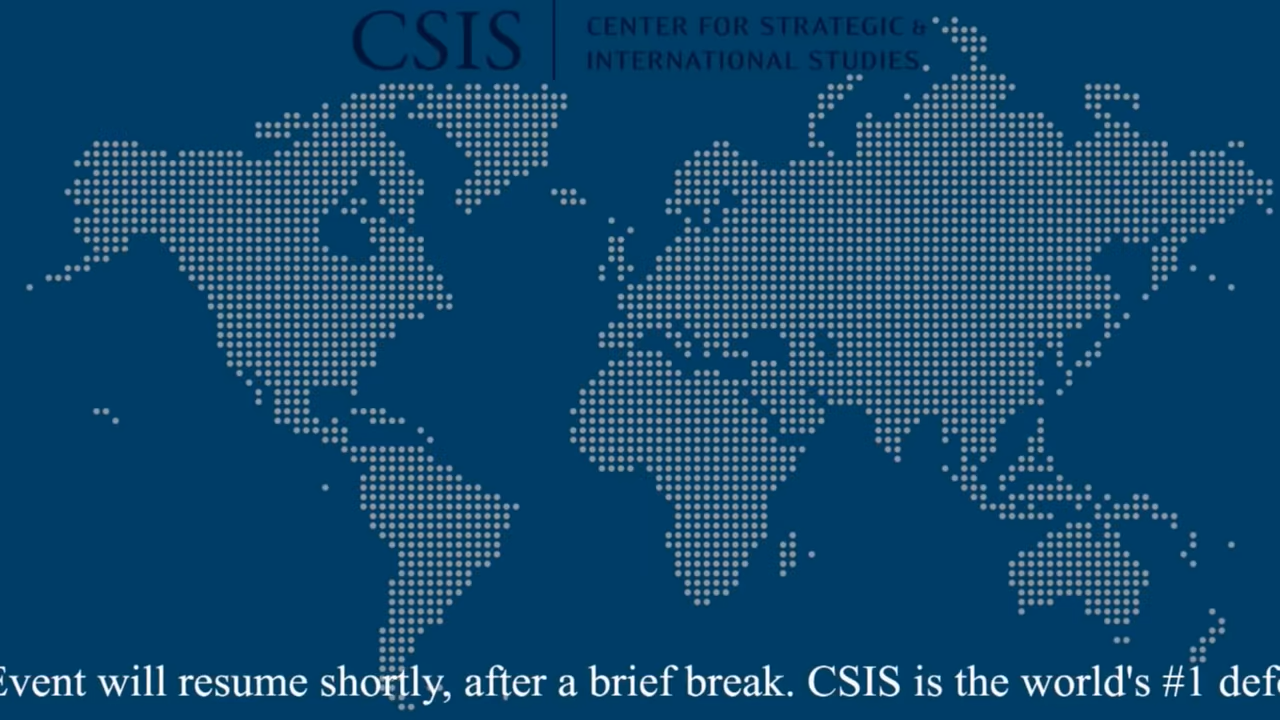 CSIS
CENTER FOR STRATEGIC &
INTERNATIONAL STUDIES
Event will resume shortly, after a brief break. CSIS is the world's #1